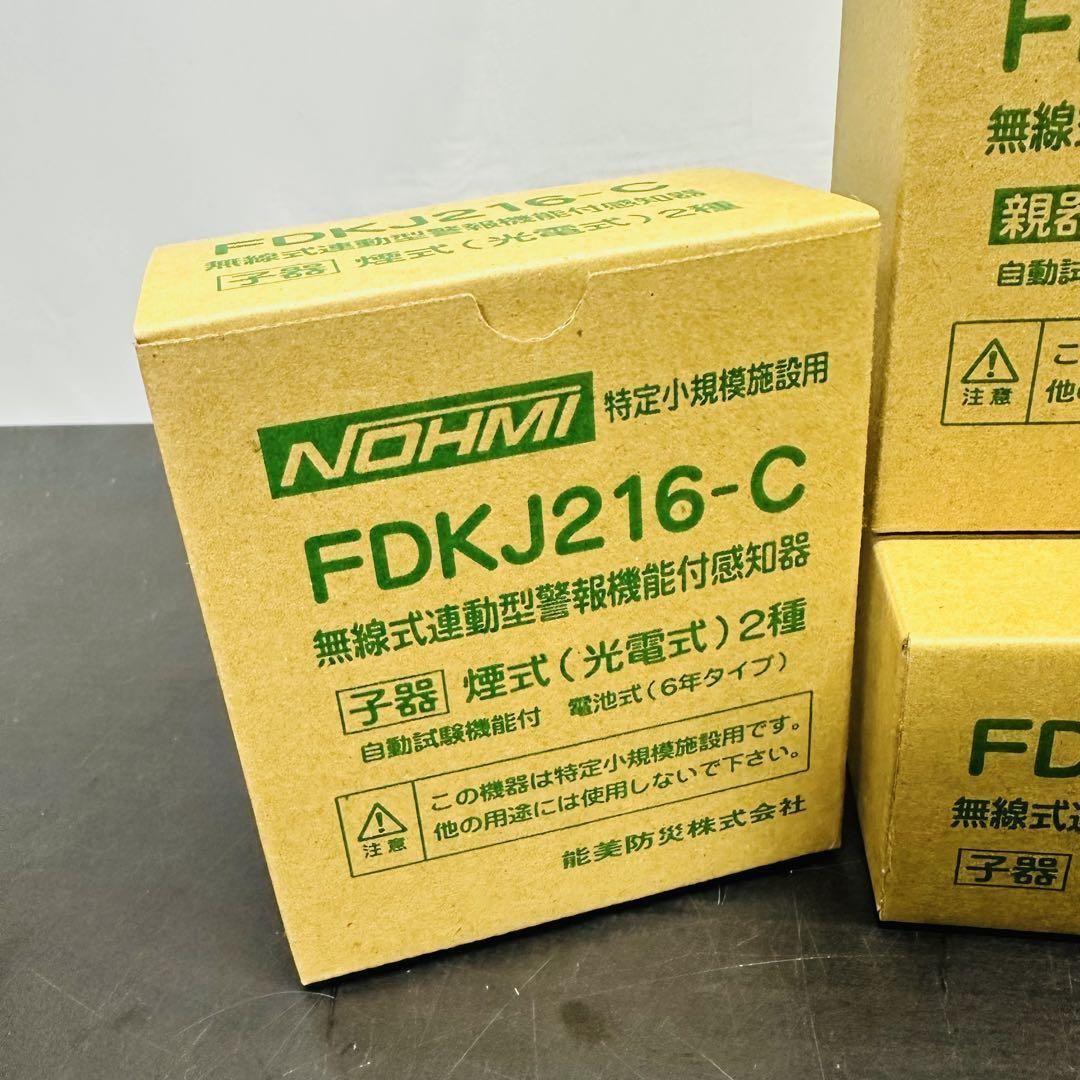 FDKJ216-C
無線式連動型警報機能付感知器
子器 煙式(光電式)2種
NOHMI 特定小規模施設用
FDKJ216-C
無線式連動型警報機能付感知器
子器 煙式(光電式)2種
自動試験機能付 電池式(6年タイプ)
注意
この機器は特定小規模施設用です。
他の用途には使用しないで下さい。
能美防災株式会社
無線
親器
自動試
注意
こ
他の
FD
無線式連
子器